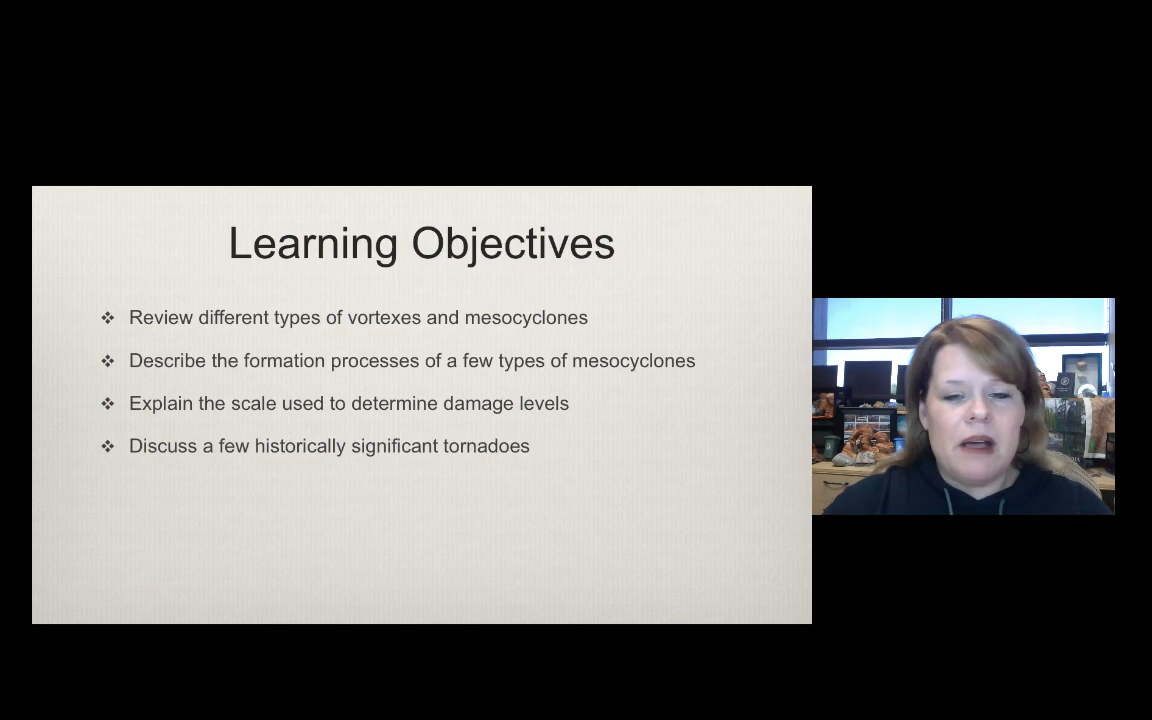 Learning Objectives
❖ Review different types of vortexes and mesocyclones
❖ Describe the formation processes of a few types of mesocyclones
❖ Explain the scale used to determine damage levels
❖ Discuss a few historically significant tornadoes